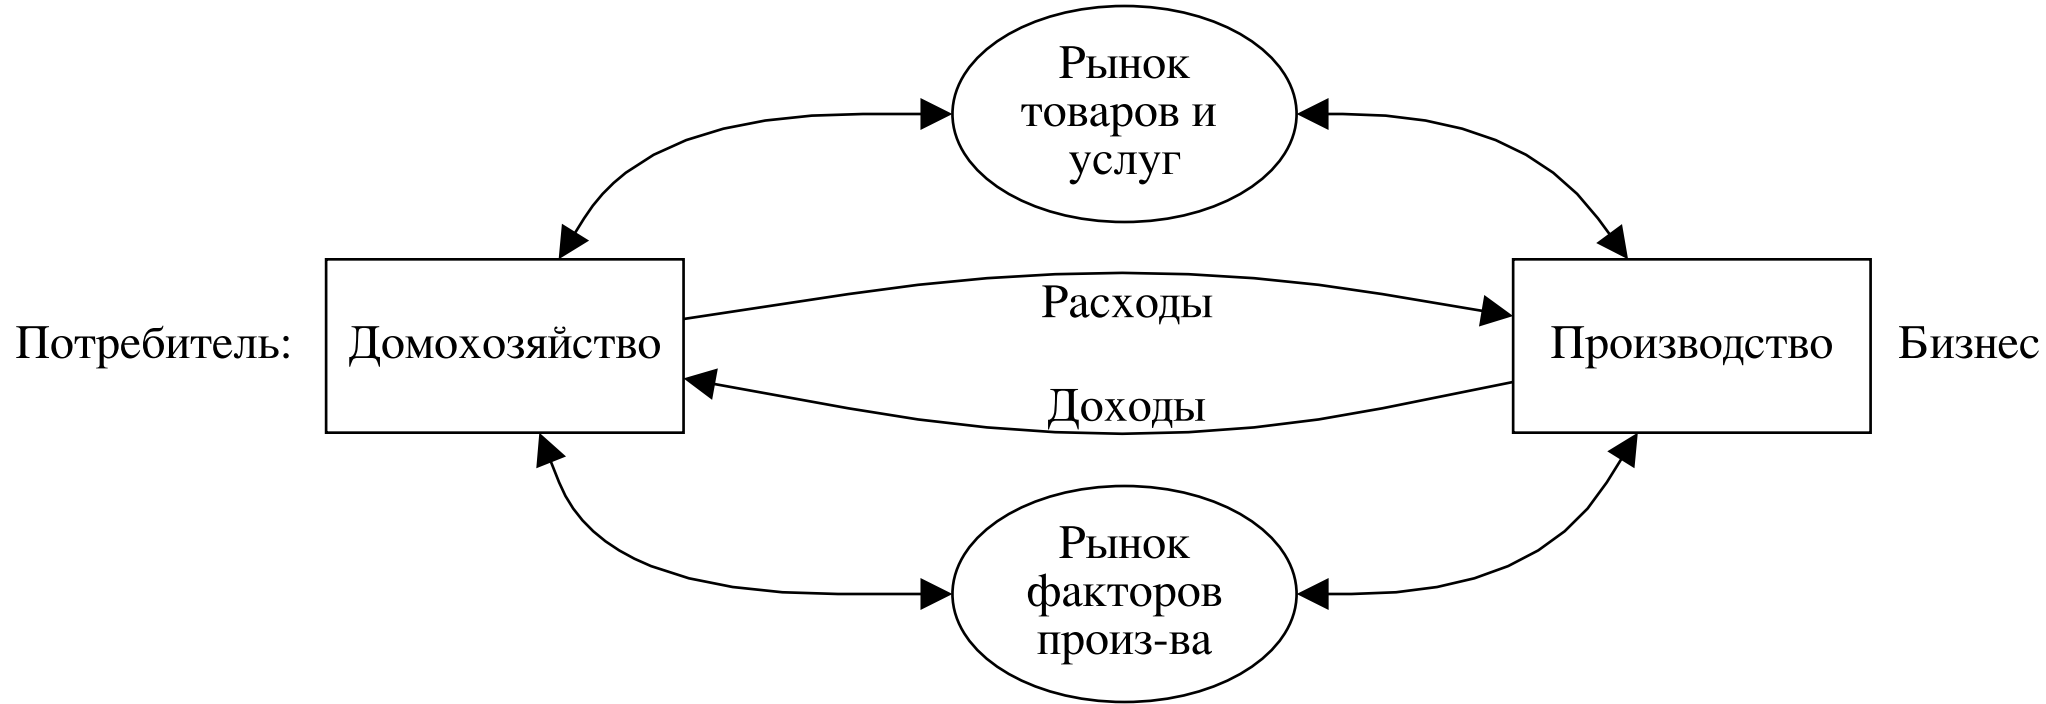 Рынок
товаров и
услуг
Расходы
Потребитель:
Домохозяйство
Производство
Бизнес
Доходы
Рынок
факторов
произ-ва